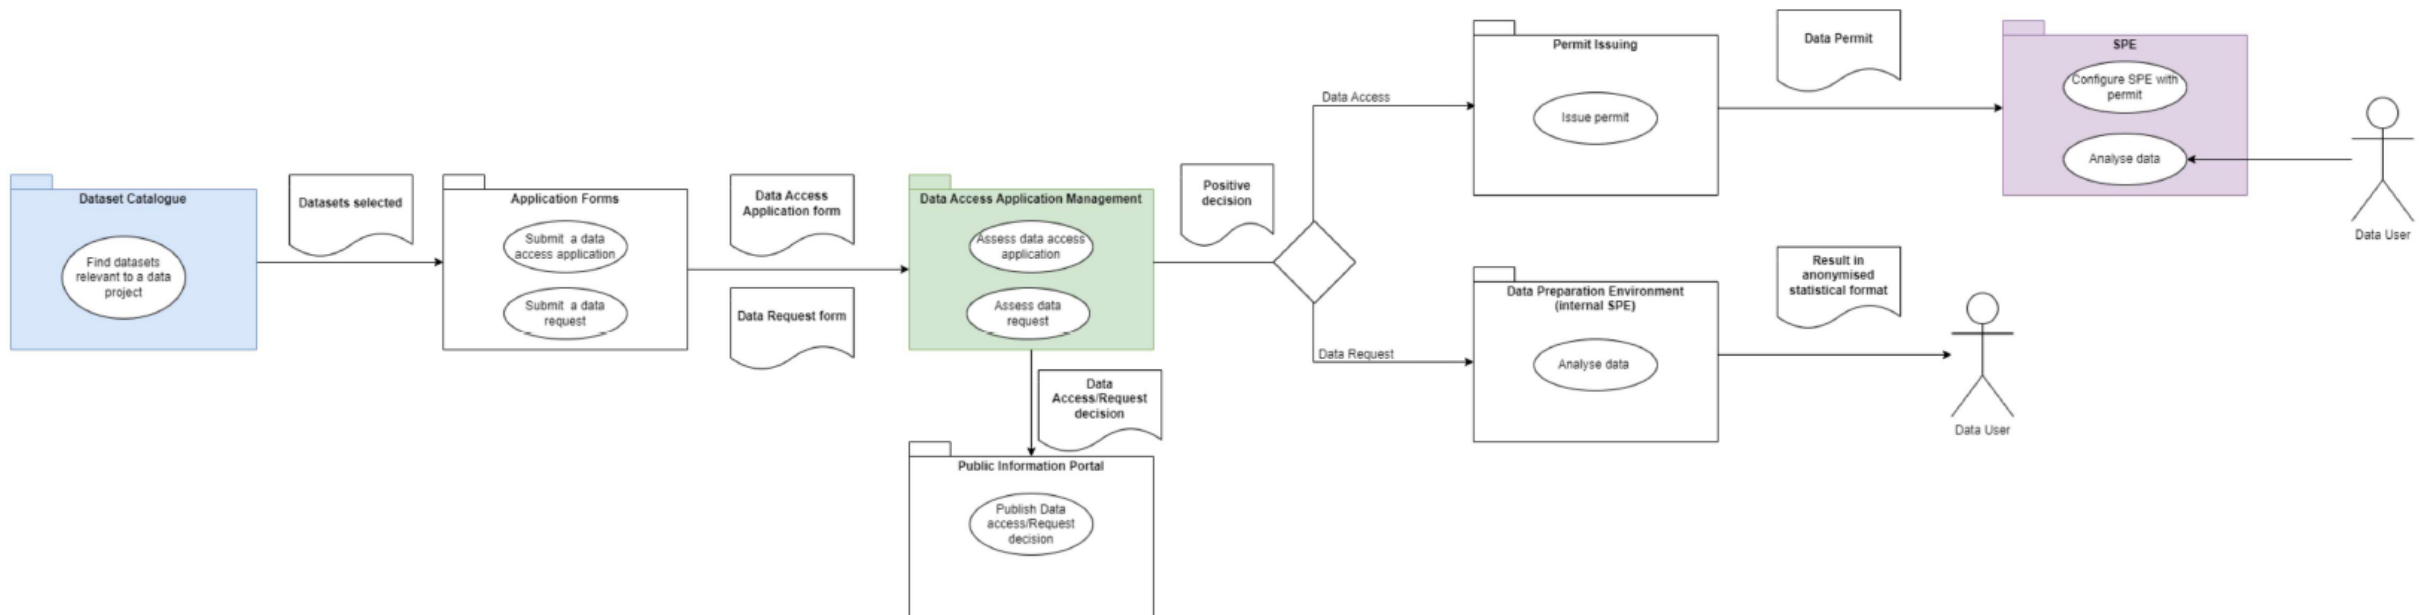 Dataset Catalogue
Find datasets
relevant to a data
project
Datasets selected
Application Forms
Submit a data
access application
Submit a data
request
Data Access
Application form
Data Request form
Data Access Application Management
Assess data access
application
Assess data
request
Data
Access/Request
decision
Public Information Portal
Publish Data
access/Request
decision
Positive
decision
Data Access
Permit Issuing
Issue permit
Data Permit
SPE
Configure SPE with
permit
Analyse data
Data User
Data Request
Data Preparation Environment
(internal SPE)
Analyse data
Result in
anonymised
statistical format
Data User